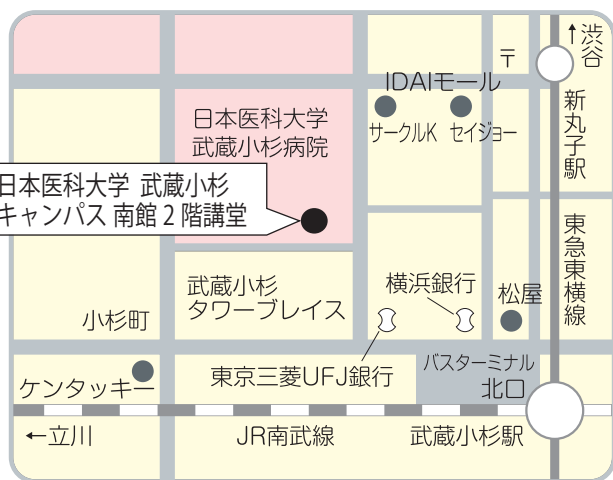 ↑渋谷
〒
IDAIモール
サークルK
セイジョー
新丸子駅
日本医科大学
武蔵小杉病院
日本医科大学 武蔵小杉
キャンパス 南館2階講堂
東急東横線
武蔵小杉
タワープレイス
横浜銀行
松屋
小杉町
ケンタッキー
東京三菱UFJ銀行
バスターミナル
北口
←立川
JR南武線
武蔵小杉駅